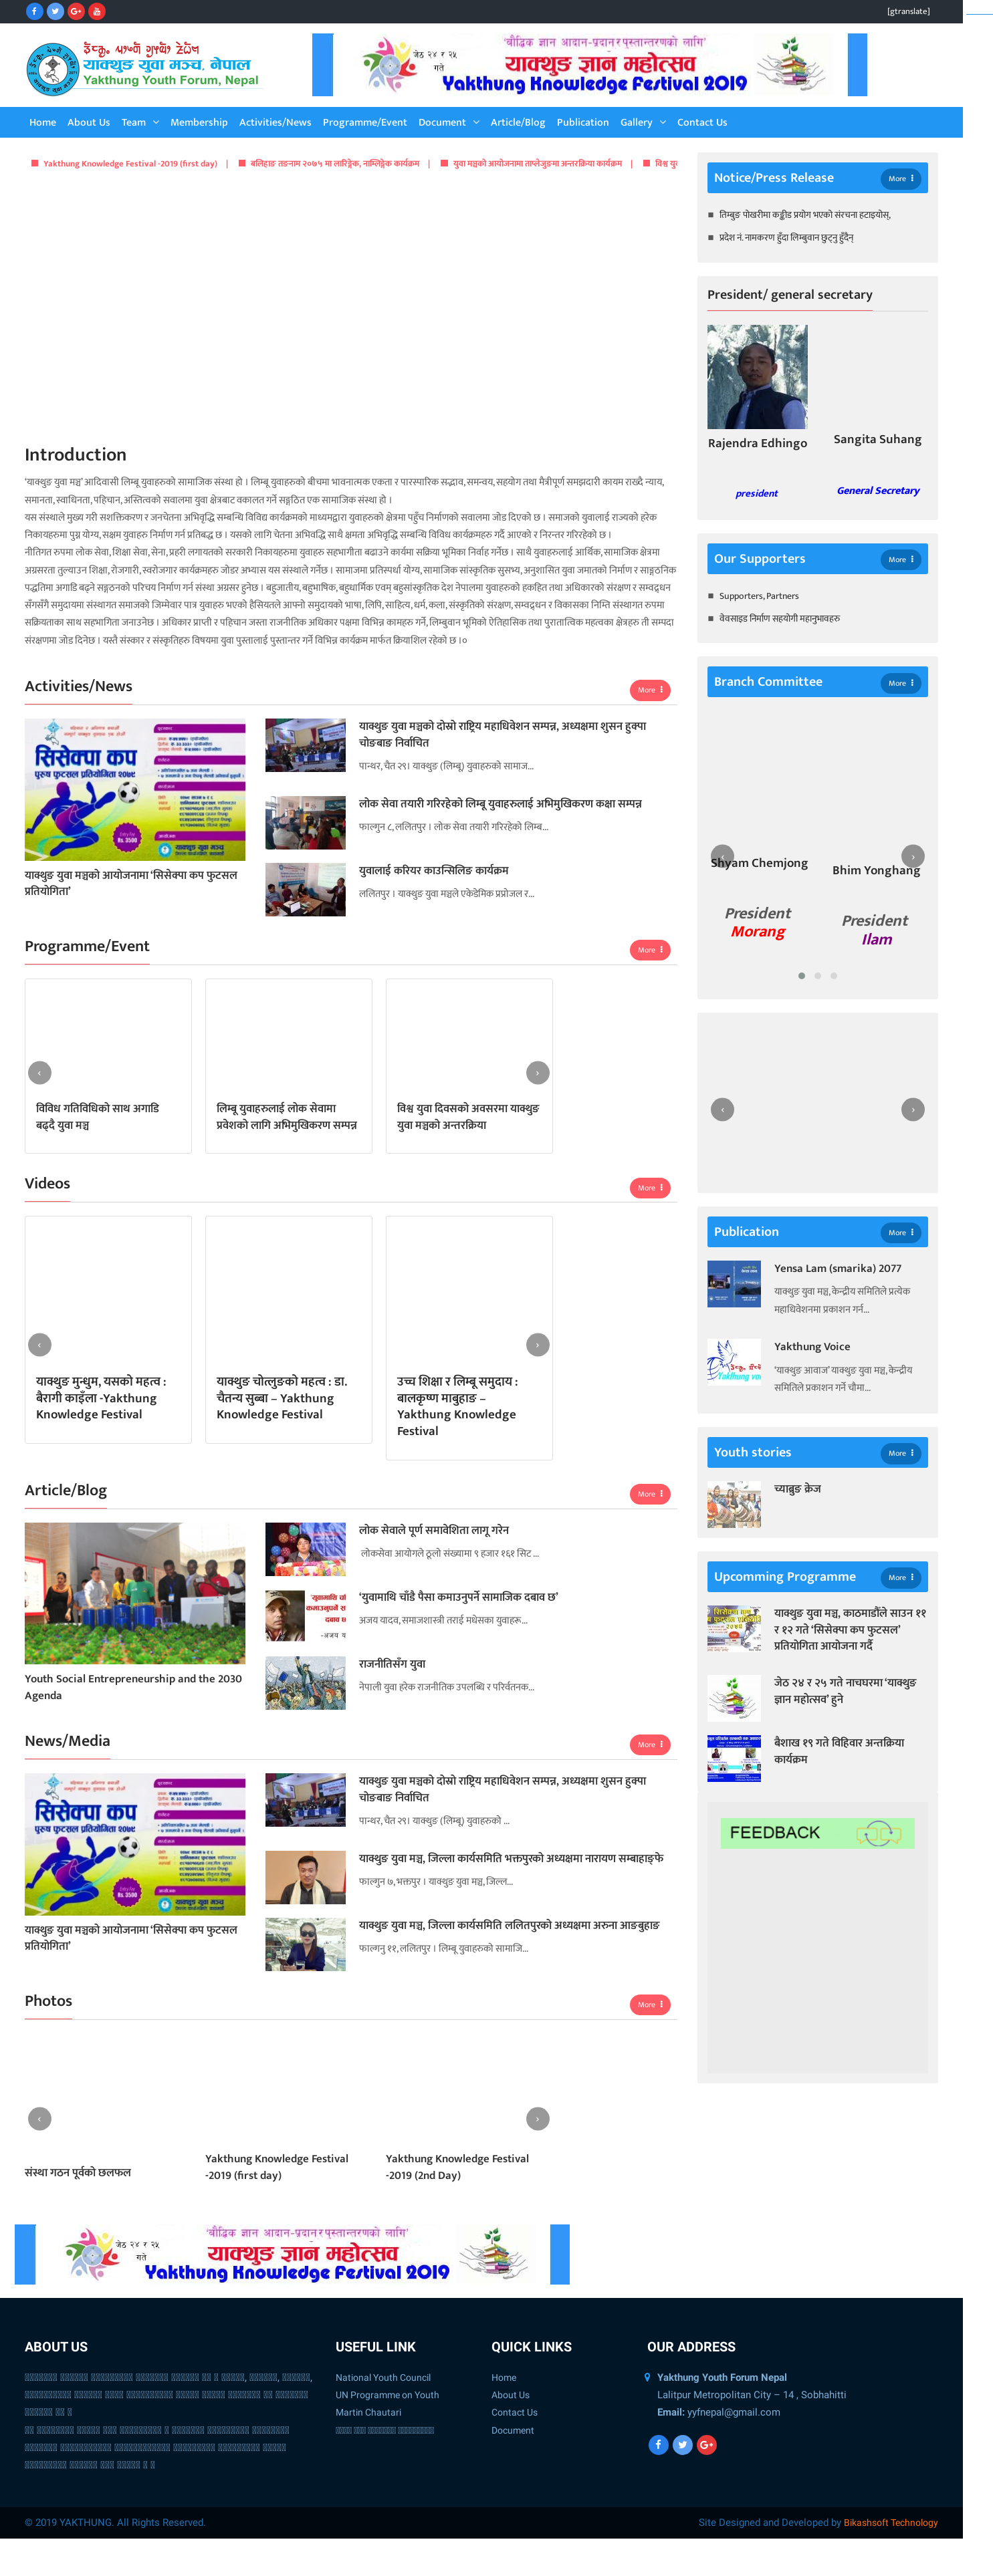 [gtranslate]
याक्थुङ युवा मञ्च, नेपाल
Yakthung Youth Forum, Nepal
जेठ २४ र २५
गते
'बौद्धिक ज्ञान आदान-प्रदान र पुस्तान्तरणको लागि'
याक्थुङ ज्ञान महोत्सव
Yakthung Knowledge Festival 2019
Home About Us Team Membership Activities/News Programme/Event Document Article/Blog Publication Gallery Contact Us
Yakthung Knowledge Festival -2019 (first day) |
बलिहाङ तङनाम २०७५ मा लारिङ्गेक, नाम्लिङ्गेक कार्यक्रम |
युवा मञ्चको आयोजनामा ताप्लेजुङमा अन्तरक्रिया कार्यक्रम |
Introduction
'याक्थुङ युवा मञ्च' आदिवासी लिम्बू युवाहरुको सामाजिक संस्था हो । लिम्बू युवाहरुको बीचमा भावनात्मक एकता र पारस्पारिक सद्भाव, समन्वय, सहयोग तथा मैत्रीपूर्ण समझदारी कायम राख्दै न्याय,
समानता, स्वाधिनता, पहिचान, अस्तित्वको सवालमा युवा क्षेत्रबाट वकालत गर्ने सङ्गठित एक सामाजिक संस्था हो ।
यस संस्थाले मुख्य गरी सशक्तिकरण र जनचेतना अभिवृद्धि सम्बन्धि विविध कार्यक्रमको माध्यमद्वारा युवाहरुको क्षेत्रमा पहुँच निर्माणको सवालमा जोड दिएको छ । समाजको युवालाई राज्यको हरेक
निकायहरुमा पुग्न योग्य, सक्षम युवाहरु निर्माण गर्न प्रतिबद्ध छ । यसको लागि चेतना अभिवद्धि साथै क्षमता अभिवृद्धि सम्बन्धी विविध कार्यक्रमहरु गर्दै आएको र निरन्तर गरिरहेको छ ।
नीतिगत रुपमा लोक सेवा, शिक्षा सेवा, सेना, प्रहरी लगायतको सरकारी निकायहरुमा युवाहरु सहभागीता बढाउने कार्यमा सक्रिया भूमिका निर्वाह गर्नेछ । साथै युवाहरुलाई आर्थिक, सामाजिक क्षेत्रमा
अग्रसरता तुल्याउन शिक्षा, रोजगारी, स्वरोजगार कार्यक्रमहरु जोडर अभ्यास यस संस्थाले गर्नेछ । सामाजमा प्रतिस्पर्धा योग्य, सामाजिक सांस्कृतिक सुसभ्य, अनुशासित युवा जमातको निर्माण र साङ्गठनिक
पद्धतिमा अगाडि बढ्ने सङ्गठनको परिचय निर्माण गर्न संस्था अग्रसर हुनेछ । बहुजातीय, बहुभाषिक, बहुधार्मिक एवम् बहुसांस्कृतिक देश नेपालमा युवाहरुको हकहित तथा अधिकारको संरक्षण र सम्वद्र्धन
सँगसँगै समुदायमा संस्थागत समाजको जिम्मेवार पात्र युवाहरु भएको हैसियतले आफ्नो समुदायको भाषा, लिपि, साहित्य, धर्म, कला, संस्कृतिको संरक्षण, सम्वद्र्धन र विकासका निम्ति संस्थागत रुपमा
सक्रियताका साथ सहभागिता जनाउनेछ । अधिकार प्राप्ती र पहिचान जस्ता राजनीतिक अधिकार पक्षमा विभिन्न कामहरु गर्ने, लिम्बुवान भूमिको ऐतिहासिक तथा पुरातात्विक महत्वका क्षेत्रहरु ती सम्पदा
संरक्षणमा जोड दिनेछ । यस्तै संस्कार र संस्कृतिहरु विषयमा युवा पुस्तालाई पुस्तान्तर गर्ने विभिन्न कार्यक्रम मार्फत क्रियाशिल रहेको छ ।०
Activities/News
More
सिसेक्पा कप
पुरुष फुटसल प्रतियोगिता २०७९
Entry Fee
Rs. 3500
याक्थुङ युवा मञ्चको आयोजनामा 'सिसेक्पा कप फुटसल
प्रतियोगिता'
याक्थुङ युवा मञ्चको दोस्रो राष्ट्रिय महाधिवेशन सम्पन्न, अध्यक्षमा शुसन हुक्पा
चोङबाङ निर्वाचित
पान्थर, चैत २९। याक्थुङ (लिम्बू) युवाहरुको सामाज...
लोक सेवा तयारी गरिरहेको लिम्बू युवाहरुलाई अभिमुखिकरण कक्षा सम्पन्न
फाल्गुन ८, ललितपुर । लोक सेवा तयारी गरिरहेको लिम्ब...
युवालाई करियर काउन्सिलिङ कार्यक्रम
ललितपुर । याक्थुङ युवा मञ्चले एकेडेमिक प्रप्रोजल र...
Programme/Event
More
विविध गतिविधिको साथ अगाडि
बढ्दै युवा मञ्च
लिम्बू युवाहरुलाई लोक सेवामा
प्रवेशको लागि अभिमुखिकरण सम्पन्न
विश्व युवा दिवसको अवसरमा याक्थुङ
युवा मञ्चको अन्तरक्रिया
Videos
More
याक्थुङ मुन्धुम, यसको महत्व :
बैरागी काइँला -Yakthung
Knowledge Festival
याक्थुङ चोत्लुङको महत्व : डा.
चैतन्य सुब्बा – Yakthung
Knowledge Festival
उच्च शिक्षा र लिम्बू समुदाय :
बालकृष्ण माबुहाङ –
Yakthung Knowledge
Festival
Article/Blog
More
Youth Social Entrepreneurship and the 2030
Agenda
लोक सेवाले पूर्ण समावेशिता लागू गरेन
लोकसेवा आयोगले ठूलो संख्यामा ९ हजार १६१ सिट ...
'युवामाथि चाँडै पैसा कमाउनुपर्ने सामाजिक दबाव छ'
अजय यादव, समाजशास्त्री तराई मधेसका युवाहरू...
राजनीतिसँग युवा
नेपाली युवा हरेक राजनीतिक उपलब्धि र परिर्वतनक...
News/Media
More
सिसेक्पा कप
पुरुष फुटसल प्रतियोगिता २०७९
Entry Fee
Rs. 3500
याक्थुङ युवा मञ्चको आयोजनामा 'सिसेक्पा कप फुटसल
प्रतियोगिता'
याक्थुङ युवा मञ्चको दोस्रो राष्ट्रिय महाधिवेशन सम्पन्न, अध्यक्षमा शुसन हुक्पा
चोङबाङ निर्वाचित
पान्थर, चैत २९। याक्थुङ (लिम्बू) युवाहरुको ...
याक्थुङ युवा मञ्च, जिल्ला कार्यसमिति भक्तपुरको अध्यक्षमा नारायण सम्बाहाङ्फे
फाल्गुन ७, भक्तपुर । याक्थुङ युवा मञ्च, जिल्ल...
याक्थुङ युवा मञ्च, जिल्ला कार्यसमिति ललितपुरको अध्यक्षमा अरुना आङबुहाङ
फाल्गनु ११, ललितपुर । लिम्बू युवाहरुको सामाजि...
Photos
More
संस्था गठन पूर्वको छलफल
Yakthung Knowledge Festival
-2019 (first day)
Yakthung Knowledge Festival
-2019 (2nd Day)
Notice/Press Release
More
तिम्बुङ पोखरीमा कङ्क्रीड प्रयोग भएको संरचना हटाइयोस्,
प्रदेश नं. नामकरण हुँदा लिम्बुवान छुट्नु हुँदैन्
President/ general secretary
Rajendra Edhingo
president
Sangita Suhang
General Secretary
Our Supporters
More
Supporters, Partners
वेवसाइड निर्माण सहयोगी महानुभावहरु
Branch Committee
More
Shyam Chemjong
President
Morang
Bhim Yonghang
President
Ilam
Publication
More
Yensa Lam (smarika) 2077
याक्थुङ युवा मञ्च, केन्द्रीय समितिले प्रत्येक
महाधिवेशनमा प्रकाशन गर्न...
Yakthung Voice
'याक्थुङ आवाज' याक्थुङ युवा मञ्च, केन्द्रीय
समितिले प्रकाशन गर्ने चौमा...
Youth stories
More
च्याब्रुङ क्रेज
Upcomming Programme
More
याक्थुङ युवा मञ्च, काठमाडौंले साउन ११
र १२ गते 'सिसेक्पा कप फुटसल'
प्रतियोगिता आयोजना गर्दै
जेठ २४ र २५ गते नाचघरमा 'याक्थुङ
ज्ञान महोत्सव' हुने
बैशाख १९ गते विहिवार अन्तक्रिया
कार्यक्रम
FEEDBACK
जेठ २४ र २५
गते
'बौद्धिक ज्ञान आदान-प्रदान र पुस्तान्तरणको लागि'
याक्थुङ ज्ञान महोत्सव
Yakthung Knowledge Festival 2019
ABOUT US
USEFUL LINK
National Youth Council
UN Programme on Youth
Martin Chautari
QUICK LINKS
Home
About Us
Contact Us
Document
OUR ADDRESS
Yakthung Youth Forum Nepal
Lalitpur Metropolitan City – 14 , Sobhahitti
Email: yyfnepal@gmail.com
© 2019 YAKTHUNG. All Rights Reserved.
Site Designed and Developed by Bikashsoft Technology